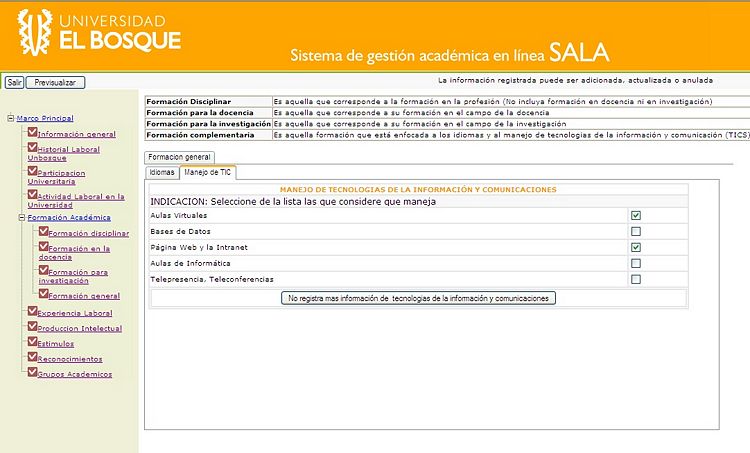 UNIVERSIDAD
EL BOSQUE
Sistema de gestión académica en línea SALA
Salir Previsualizar
La información registrada puede ser adicionada, actualizada o anulada
Marco Principal
Información general
Historial Laboral
Unbosque
Participacion
Universitaria
Actividad Laboral en la
Universidad
Formación Académica
Formación disciplinar
Formación en la
docencia
Formación para
investigación
Formación general
Experiencia Laboral
Produccion Intelectual
Estimulos
Reconocimientos
Grupos Academicos
Formación Disciplinar Es aquella que corresponde a la formación en la profesión (No incluya formación en docencia ni en investigación)
Formación para la docencia Es aquella que corresponde a su formación en el campo de la docencia
Formación para la investigación Es aquella que corresponde a su formación en el campo de la investigación
Formación complementaria Es aquella formación que está enfocada a los idiomas y al manejo de tecnologías de la información y comunicación (TICS)
Formacion general
Idiomas Manejo de TIC
MANEJO DE TECNOLOGÍAS DE LA INFORMACIÓN Y COMUNICACIONES
INDICACION: Seleccione de la lista las que considere que maneja
Aulas Virtuales
Bases de Datos
Página Web y la Intranet
Aulas de Informática
Telepresencia, Teleconferencias
No registra mas información de tecnologías de la información y comunicaciones